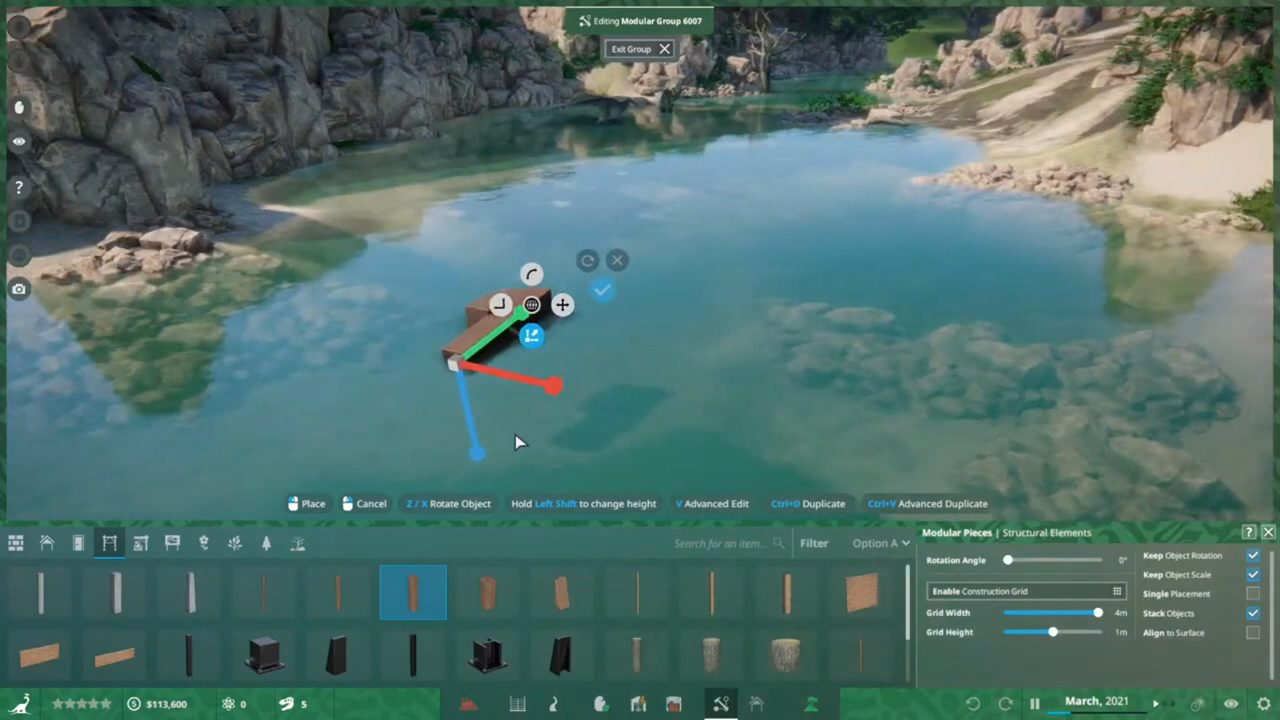 Editing Modular Group 6007
Exit Group
?
Place
Cancel
Z / X Rotate Object
Hold Left Shift to change height
V Advanced Edit
Ctrl+D Duplicate
Ctrl+V Advanced Duplicate
Search for an item...
Filter
Option A
Modular Pieces | Structural Elements
?
Rotation Angle
0°
Enable Construction Grid
Grid Width
4m
Grid Height
1m
Keep Object Rotation
Keep Object Scale
Single Placement
Stack Objects
Align to Surface
$113,600
0
5
March, 2021